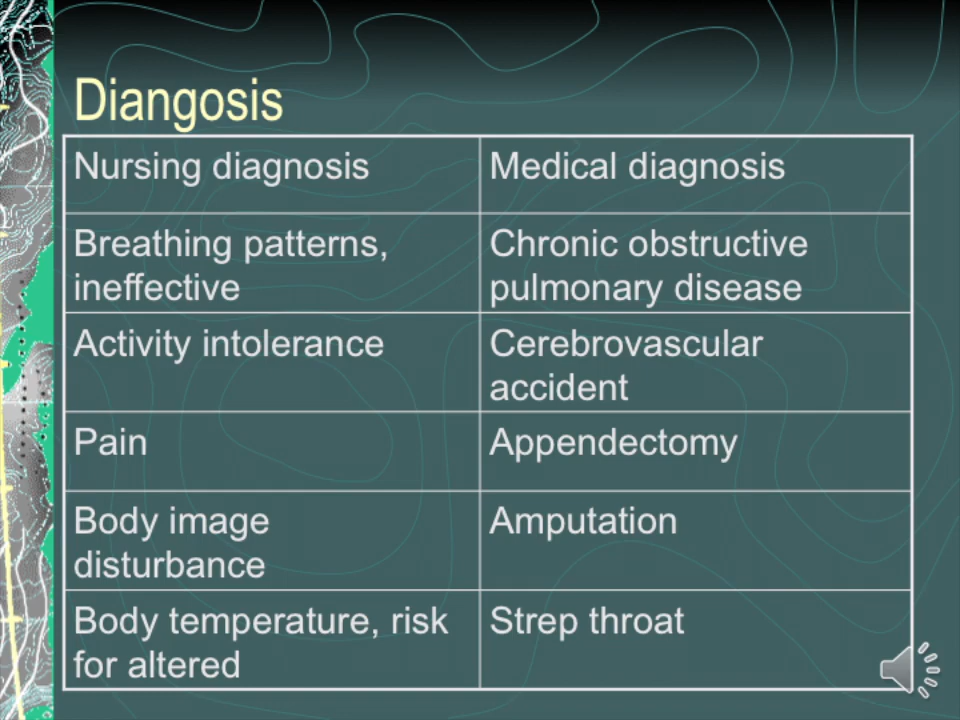 Diangosis
Nursing diagnosis
Medical diagnosis
Breathing patterns,
ineffective
Chronic obstructive
pulmonary disease
Activity intolerance
Cerebrovascular
accident
Pain
Appendectomy
Body image
disturbance
Amputation
Body temperature, risk
for altered
Strep throat